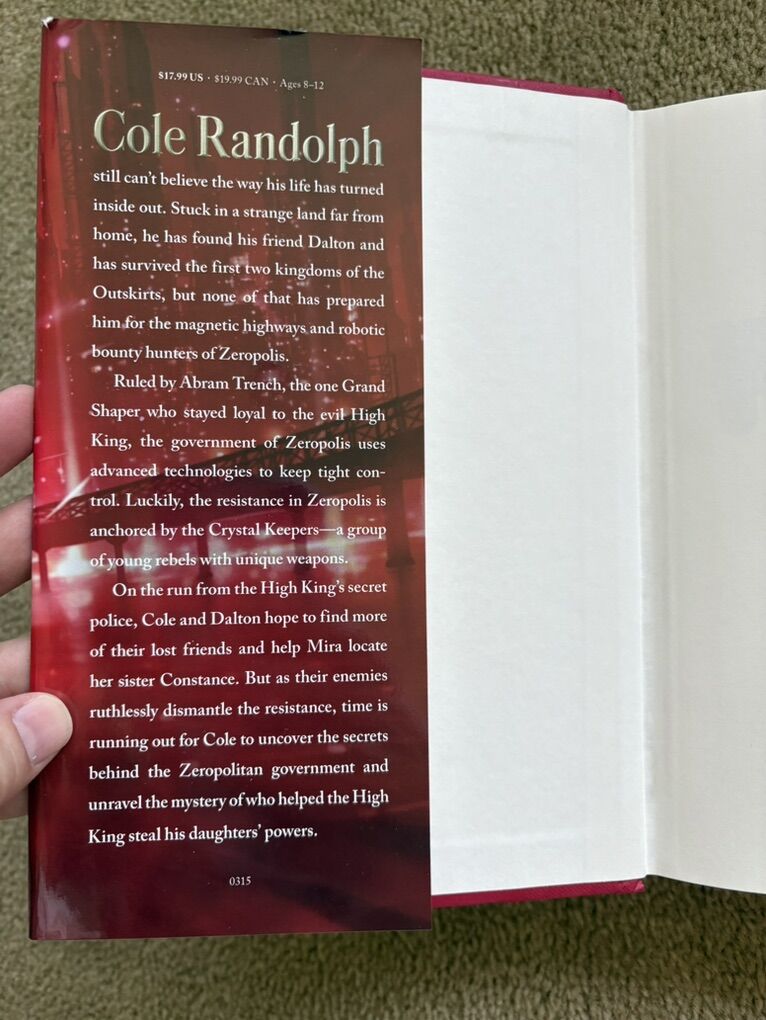 $17.99 US · $19.99 CAN · Ages 8–12
Cole Randolph
still can't believe the way his life has turned
inside out. Stuck in a strange land far from
home, he has found his friend Dalton and
has survived the first two kingdoms of the
Outskirts, but none of that has prepared
him for the magnetic highways and robotic
bounty hunters of Zeropolis.
Ruled by Abram Trench, the one Grand
Shaper who stayed loyal to the evil High
King, the government of Zeropolis uses
advanced technologies to keep tight con-
trol. Luckily, the resistance in Zeropolis is
anchored by the Crystal Keepers—a group
of young rebels with unique weapons.
On the run from the High King's secret
police, Cole and Dalton hope to find more
of their lost friends and help Mira locate
her sister Constance. But as their enemies
ruthlessly dismantle the resistance, time is
running out for Cole to uncover the secrets
behind the Zeropolitan government and
unravel the mystery of who helped the High
King steal his daughters' powers.
0315